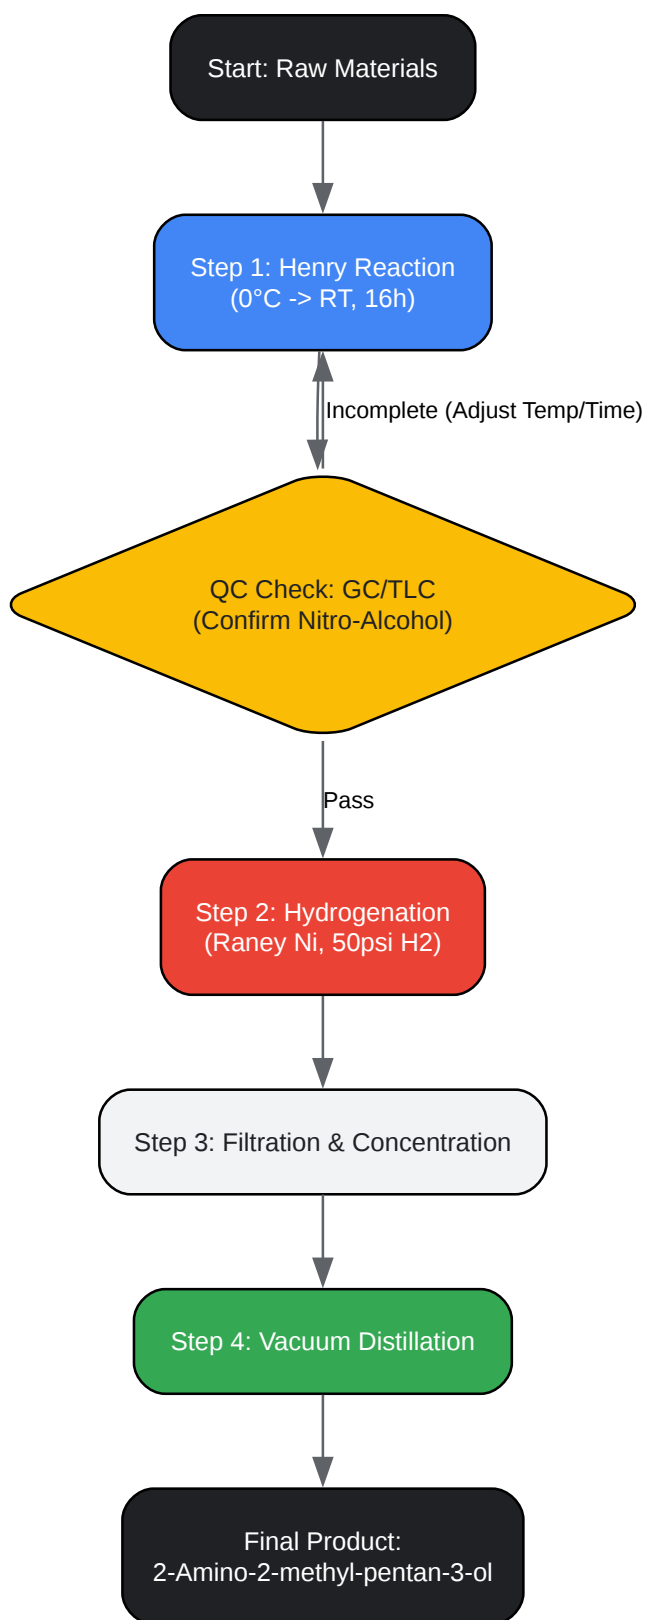 Start: Raw Materials
Step 1: Henry Reaction
(0°C -> RT, 16h)
Incomplete (Adjust Temp/Time)
QC Check: GC/TLC
(Confirm Nitro-Alcohol)
Pass
Step 2: Hydrogenation
(Raney Ni, 50psi H2)
Step 3: Filtration & Concentration
Step 4: Vacuum Distillation
Final Product:
2-Amino-2-methyl-pentan-3-ol